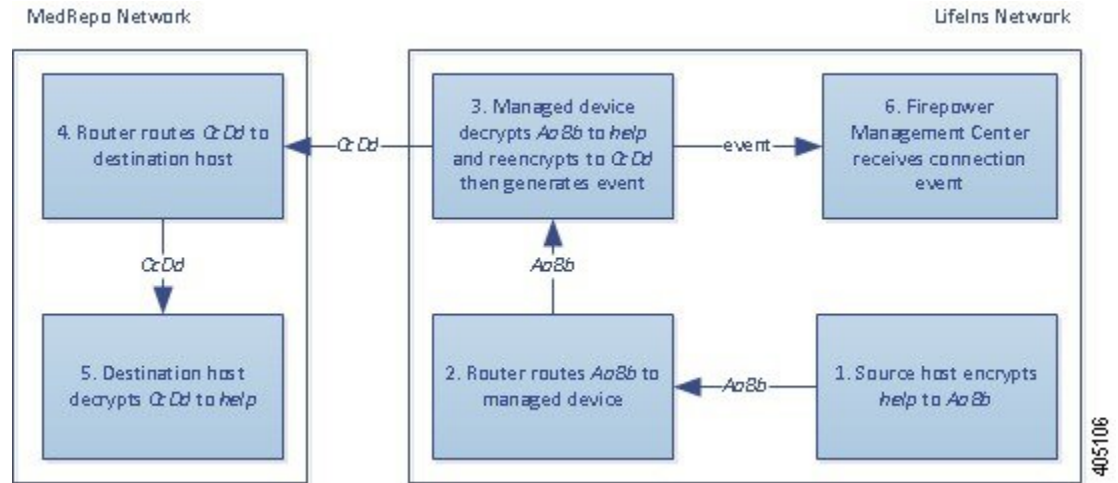 MedRepo Network
LifeIns Network
4. Router routes CcDd to
destination host
CcDd
3. Managed device
decrypts AaBb to help
and reencrypts to CcDd
then generates event
event
6. Firepower
Management Center
receives connection
event
CcDd
AaBb
5. Destination host
decrypts CcDd to help
2. Router routes AaBb to
managed device
AaBb
1. Source host encrypts
help to AaBb
405106